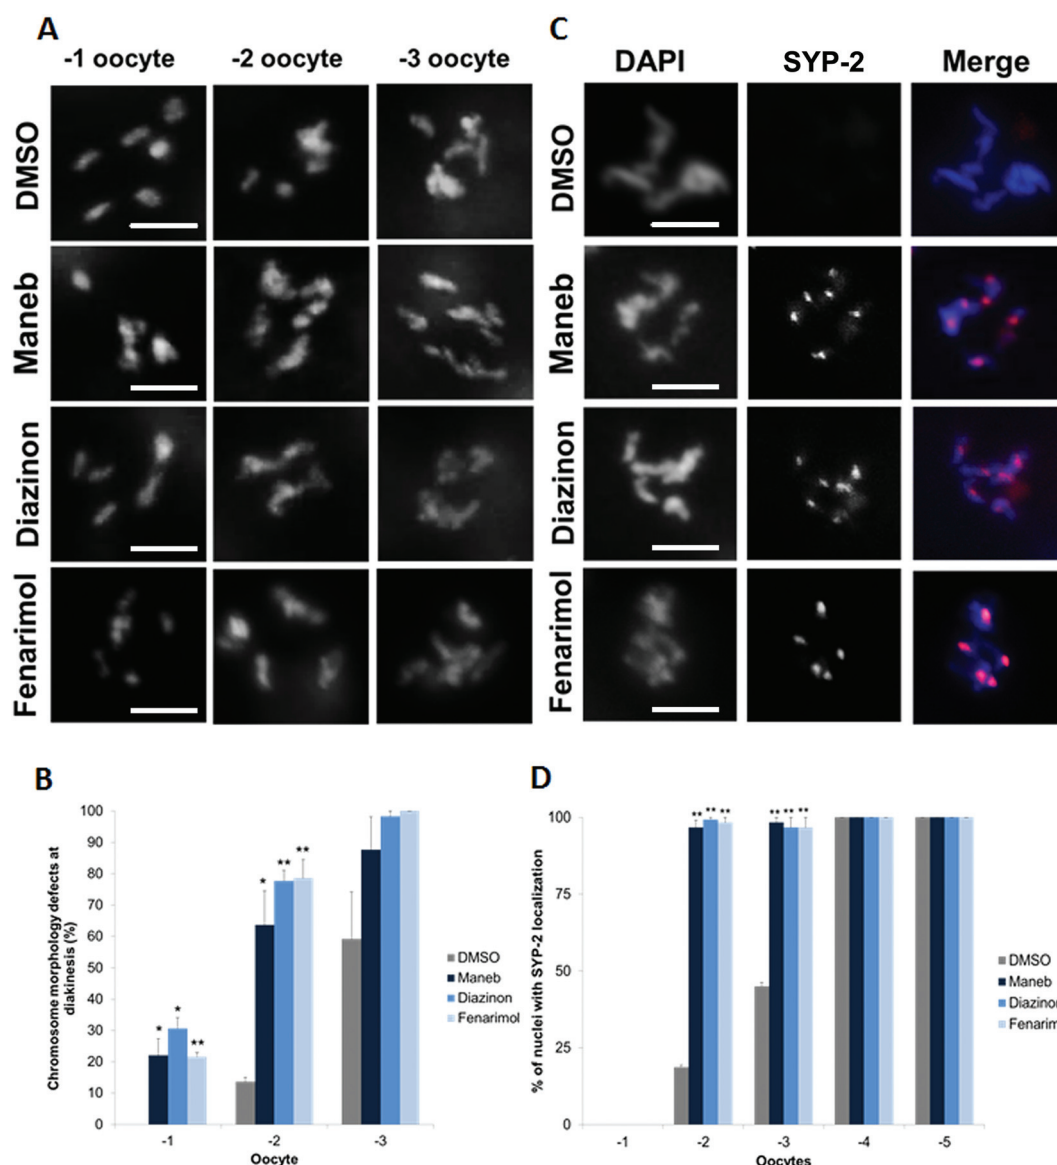 A
-1 oocyte -2 oocyte -3 oocyte
DMSO
Maneb
Diazinon
Fenarimol
C
DAPI SYP-2 Merge
DMSO
Maneb
Diazinon
Fenarimol
B
Chromosome morphology defects at
diakinesis (%)
100
90
80
70
60
50
40
30
20
10
0
* * **
* ** **
-1 -2 -3
Oocyte
DMSO
Maneb
Diazinon
Fenarimol
D
% of nuclei with SYP-2 localization
100
75
50
25
0
** ** **
** ** **
-1 -2 -3 -4 -5
Oocytes
DMSO
Maneb
Diazinon
Fenarim